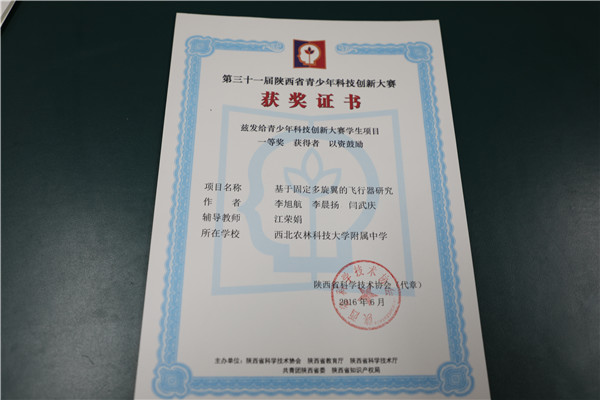 第三十一届陕西省青少年科技创新大赛
获奖证书
兹发给青少年科技创新大赛学生项目
一等奖 获得者 以资鼓励
项目名称 基于固定多旋翼的飞行器研究
作者 李旭航 李晨扬 闫武庆
辅导教师 江荣娟
所在学校 西北农林科技大学附属中学
陕西省科学技术协会（代章）
2016年6月
主办单位：陕西省科学技术协会 陕西省教育厅 陕西省科学技术厅
共青团陕西省委 陕西省知识产权局